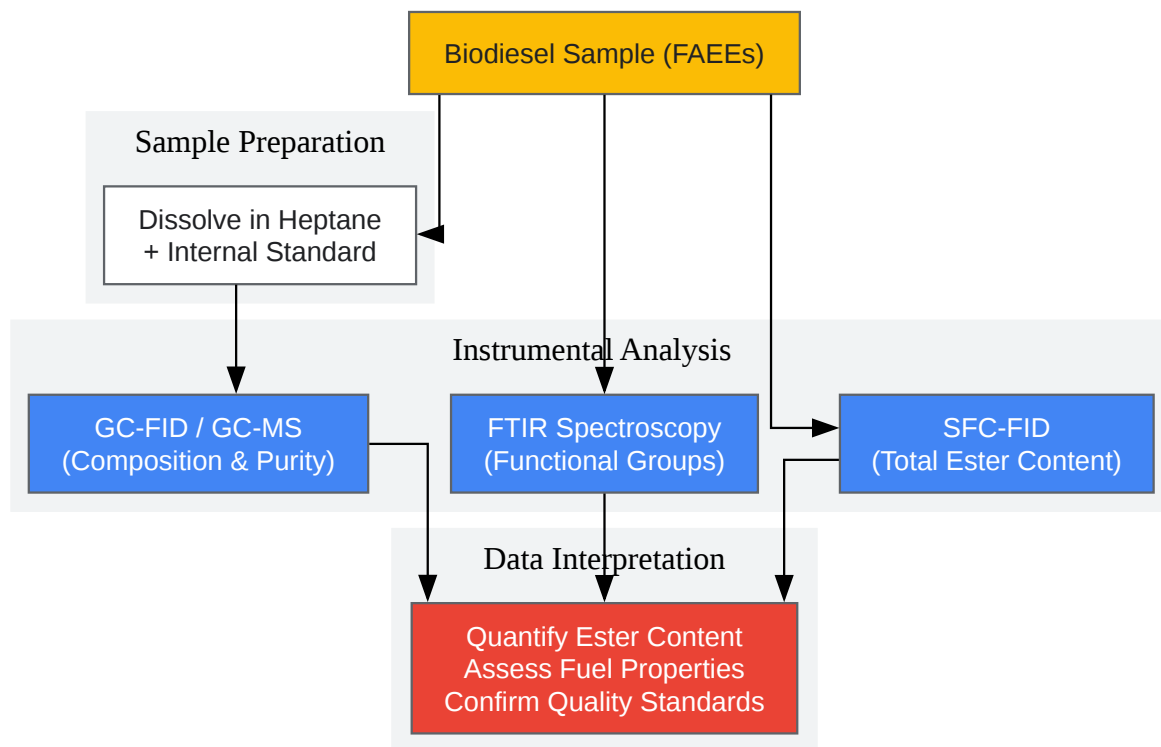 Biodiesel Sample (FAEEs)
Sample Preparation
Dissolve in Heptane
+ Internal Standard
Instrumental Analysis
GC-FID / GC-MS
(Composition & Purity)
FTIR Spectroscopy
(Functional Groups)
SFC-FID
(Total Ester Content)
Data Interpretation
Quantify Ester Content
Assess Fuel Properties
Confirm Quality Standards